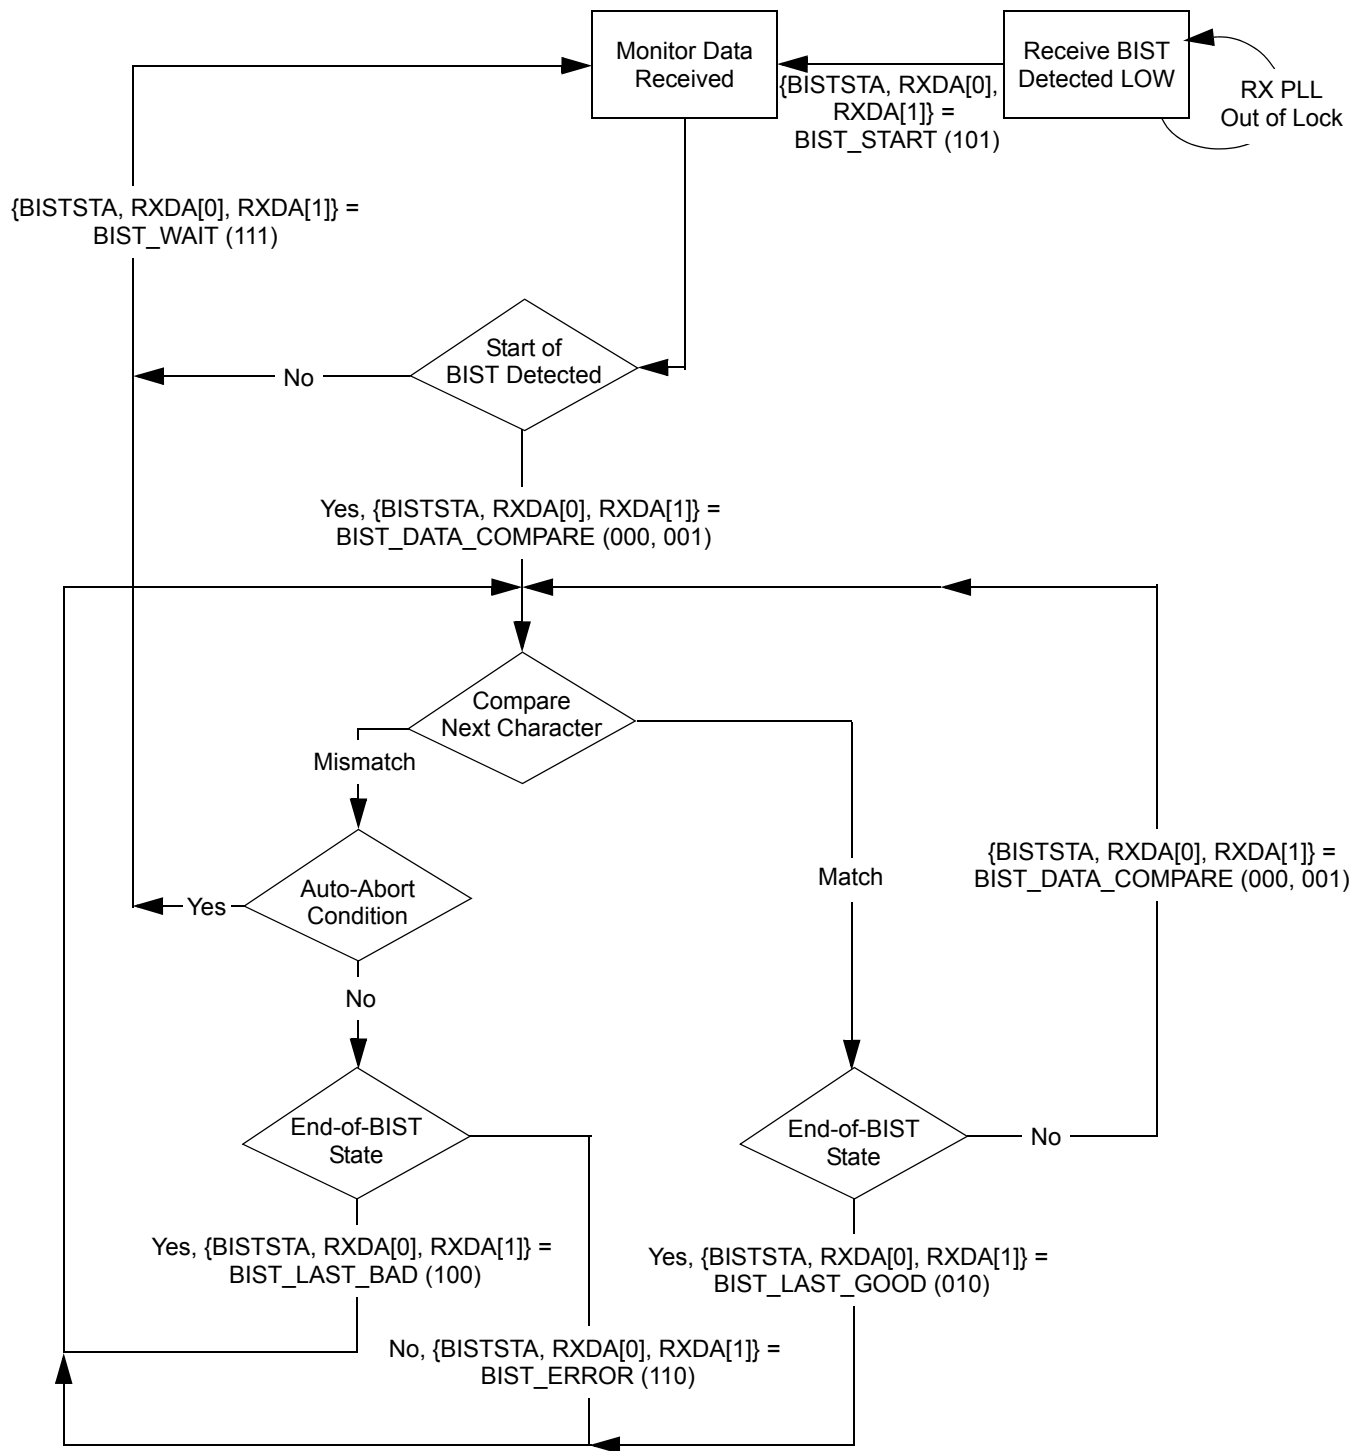 Monitor Data
Received
Receive BIST
Detected LOW
RX PLL
Out of Lock
{BISTSTA, RXDA[0],
RXDA[1]} =
BIST_START (101)
{BISTSTA, RXDA[0], RXDA[1]} =
BIST_WAIT (111)
Start of
BIST Detected
No
Yes, {BISTSTA, RXDA[0], RXDA[1]} =
BIST_DATA_COMPARE (000, 001)
Compare
Next Character
Mismatch
Match
{BISTSTA, RXDA[0], RXDA[1]} =
BIST_DATA_COMPARE (000, 001)
Auto-Abort
Condition
Yes
No
End-of-BIST
State
End-of-BIST
State
No
Yes, {BISTSTA, RXDA[0], RXDA[1]} =
BIST_LAST_BAD (100)
Yes, {BISTSTA, RXDA[0], RXDA[1]} =
BIST_LAST_GOOD (010)
No, {BISTSTA, RXDA[0], RXDA[1]} =
BIST_ERROR (110)